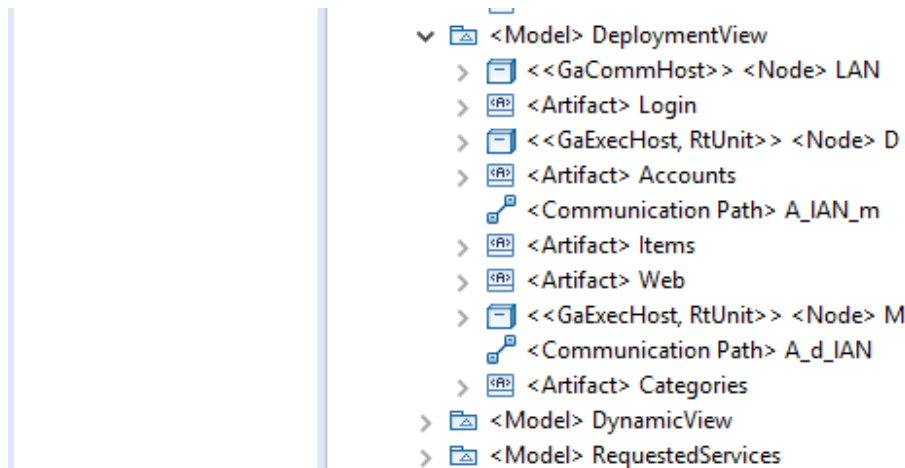 <Model> DeploymentView
<<GaCommHost>> <Node> LAN
<Artifact> Login
<<GaExecHost, RtUnit>> <Node> D
<Artifact> Accounts
<Communication Path> A_lAN_m
<Artifact> Items
<Artifact> Web
<<GaExecHost, RtUnit>> <Node> M
<Communication Path> A_d_lAN
<Artifact> Categories
<Model> DynamicView
<Model> RequestedServices